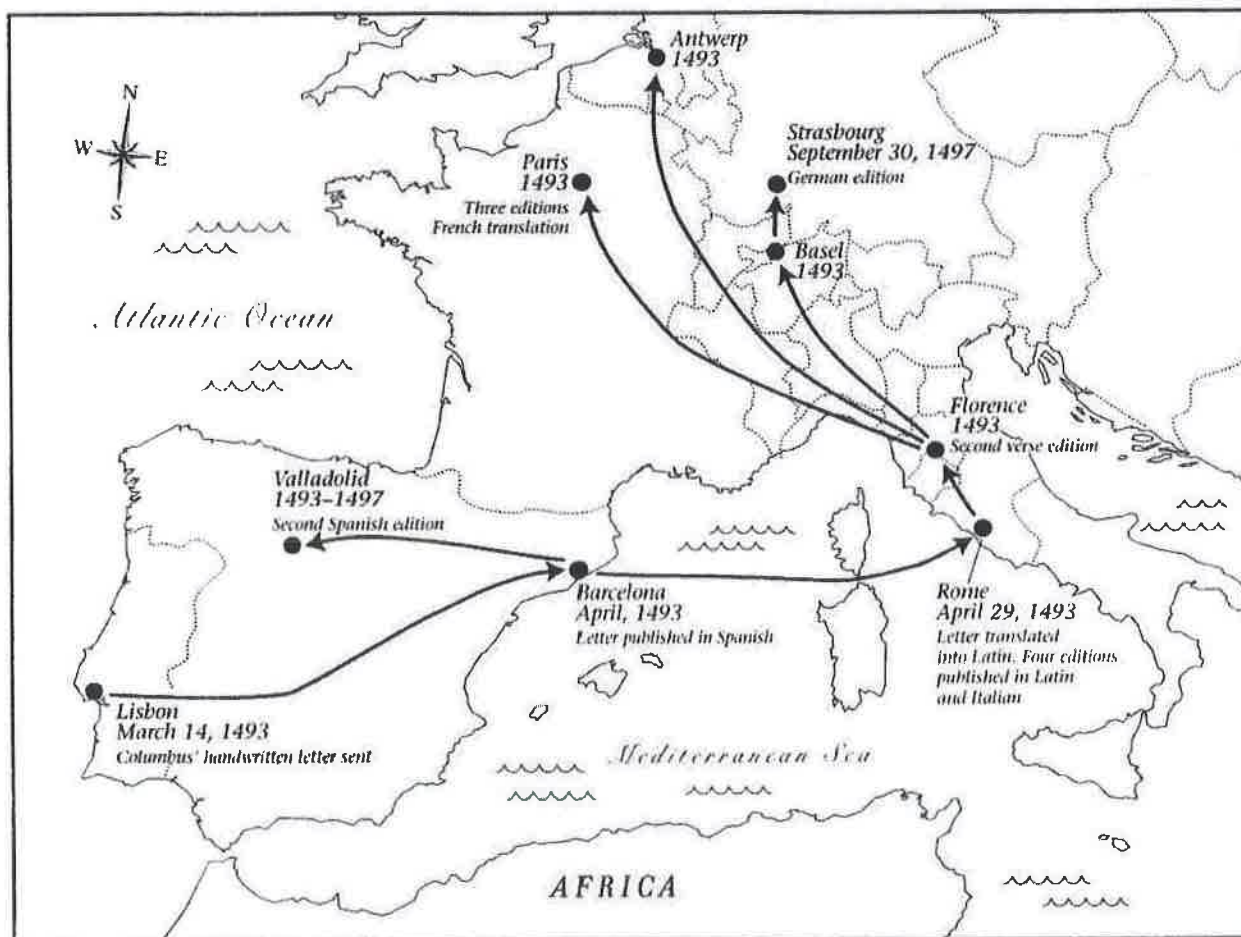 Antwerp
1493
N
W
E
S
Strasbourg
September 30, 1497
German edition
Paris
1493
Three editions
French translation
Basel
1493
Atlantic Ocean
Florence
1493
Second verse edition
Valladolid
1493–1497
Second Spanish edition
Barcelona
April, 1493
Letter published in Spanish
Rome
April 29, 1493
Letter translated
into Latin. Four editions
published in Latin
and Italian
Lisbon
March 14, 1493
Columbus' handwritten letter sent
Mediterranean Sea
AFRICA